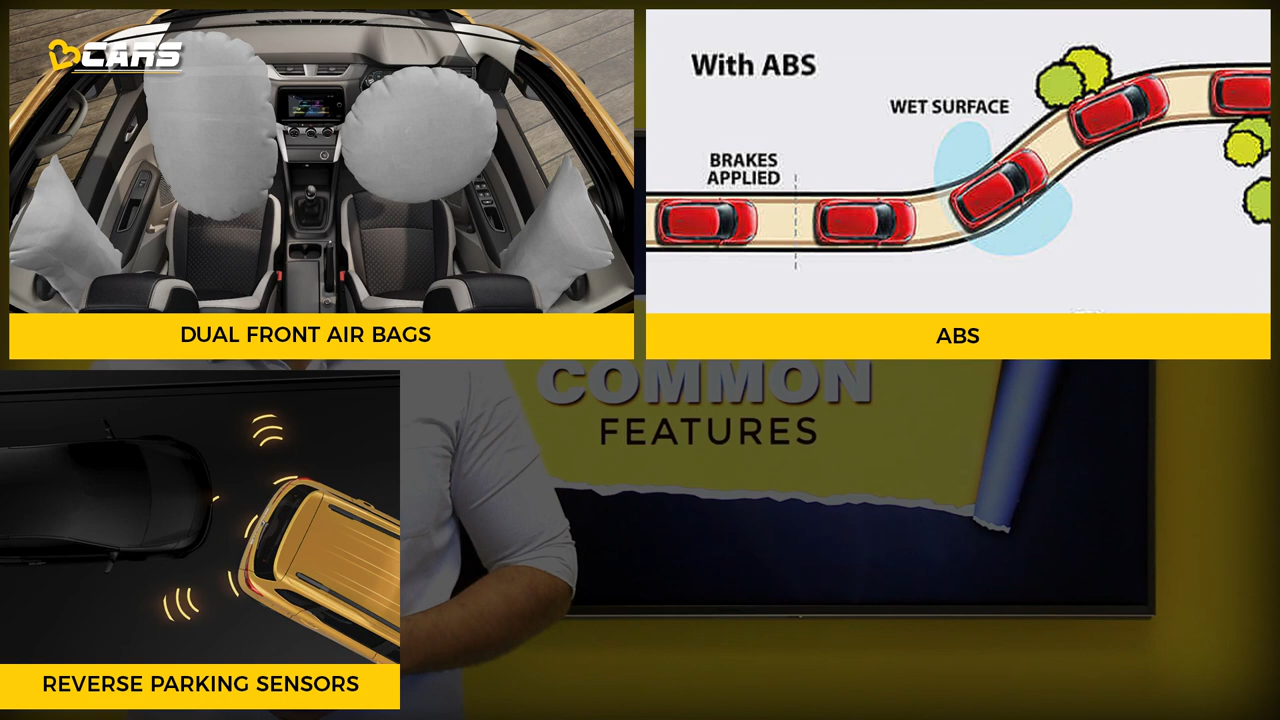 CARS
DUAL FRONT AIR BAGS
With ABS
WET SURFACE
BRAKES
APPLIED
ABS
COMMON
FEATURES
REVERSE PARKING SENSORS